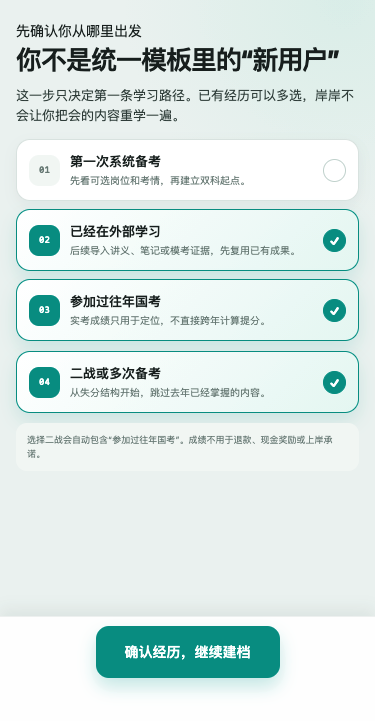 先确认你从哪里出发
你不是统一模板里的“新用户”
这一步只决定第一条学习路径。已有经历可以多选，岸岸不
会让你把会的内容重学一遍。
01
第一次系统备考
先看可选岗位和考情，再建立双科起点。
02
已经在外部学习
后续导入讲义、笔记或模考证据，先复用已有成果。
03
参加过往年国考
实考成绩只用于定位，不直接跨年计算提分。
04
二战或多次备考
从失分结构开始，跳过去年已经掌握的内容。
选择二战会自动包含“参加过往年国考”。成绩不用于退款、现金奖励或上岸承
诺。
确认经历，继续建档